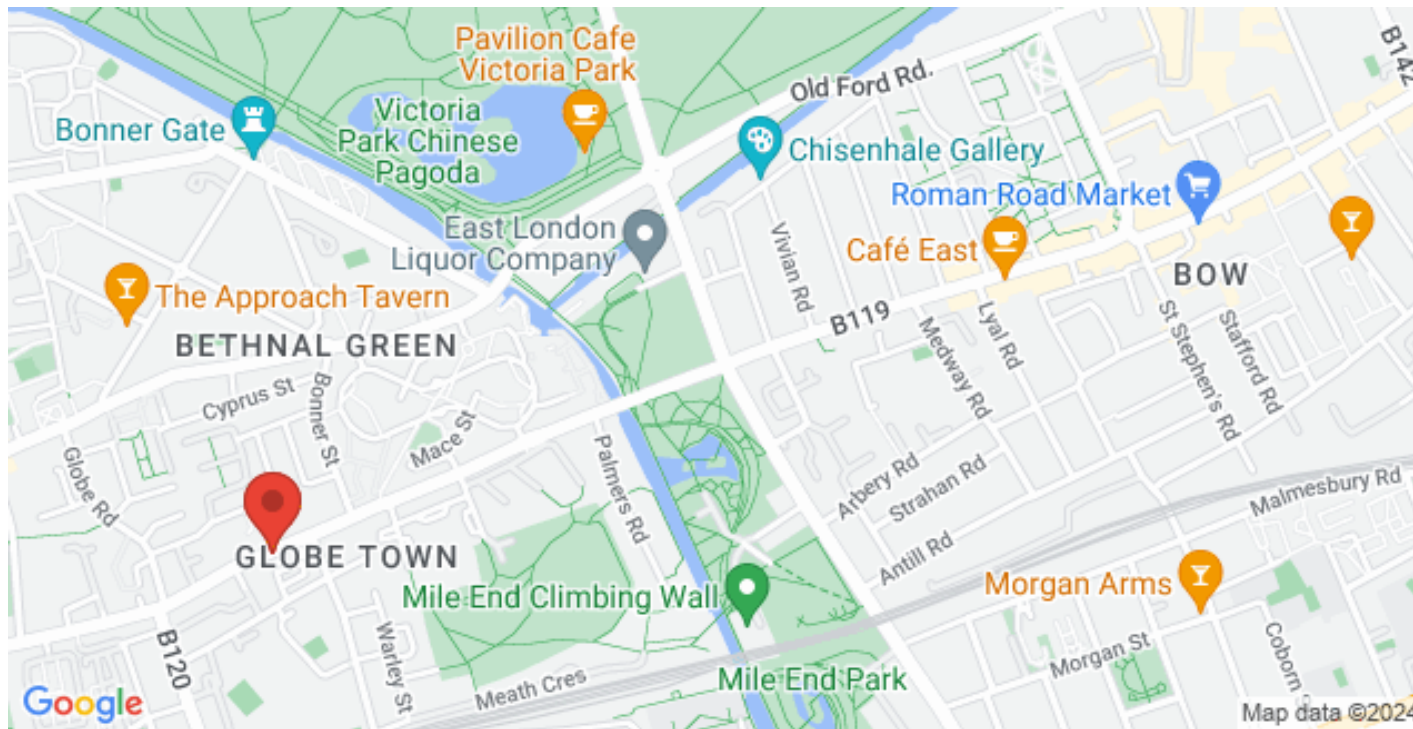 Pavilion Cafe
Victoria Park
Old Ford Rd.
B142
Bonner Gate
Victoria
Park Chinese
Pagoda
Chisenhale Gallery
Roman Road Market
East London
Liquor Company
Vivian Rd
Café East
BOW
The Approach Tavern
B119
Lyal Rd
St Stephen's Rd
Stafford Rd
BETHNAL GREEN
Medway Rd
Cyprus St
Bonner St
Mace St
Globe Rd
Palmers Rd
Arbery Rd
Strahan Rd
Malmesbury Rd
GLOBE TOWN
Antill Rd
Mile End Climbing Wall
Morgan Arms
B120
Warley St
Meath Cres
Mile End Park
Morgan St
Coborn
Google
Map data ©2024